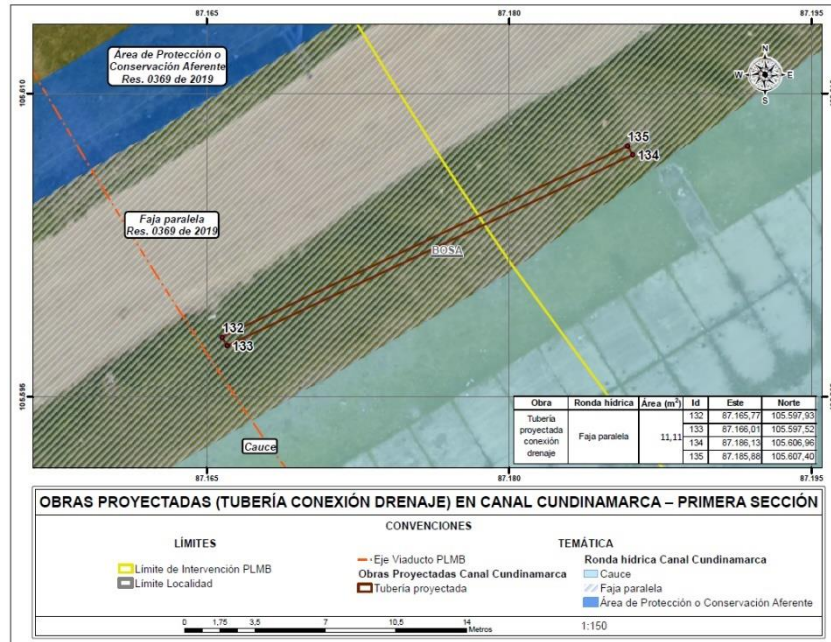 87.165
87.180
87.195
105.610
Área de Protección o
Conservación Aferente
Res. 0369 de 2019
N
W
E
S
135
134
Faja paralela
Res. 0369 de 2019
BOSA
132
133
105.595
Cauce
Obra Ronda hídrica Área (m²) Id Este Norte
Tubería proyectada conexión drenaje Faja paralela 11,11
132 87.165,77 105.597,93
133 87.166,01 105.597,52
134 87.186,13 105.606,96
135 87.185,88 105.607,40
87.165
87.180
87.195
OBRAS PROYECTADAS (TUBERÍA CONEXIÓN DRENAJE) EN CANAL CUNDINAMARCA – PRIMERA SECCIÓN
CONVENCIONES
LÍMITES
Límite de Intervención PLMB
Límite Localidad
TEMÁTICA
Eje Viaducto PLMB
Obras Proyectadas Canal Cundinamarca
Tubería proyectada
Ronda hídrica Canal Cundinamarca
Cauce
Faja paralela
Área de Protección o Conservación Aferente
0 1,75 3,5 7 10,5 14
Metros
1:150